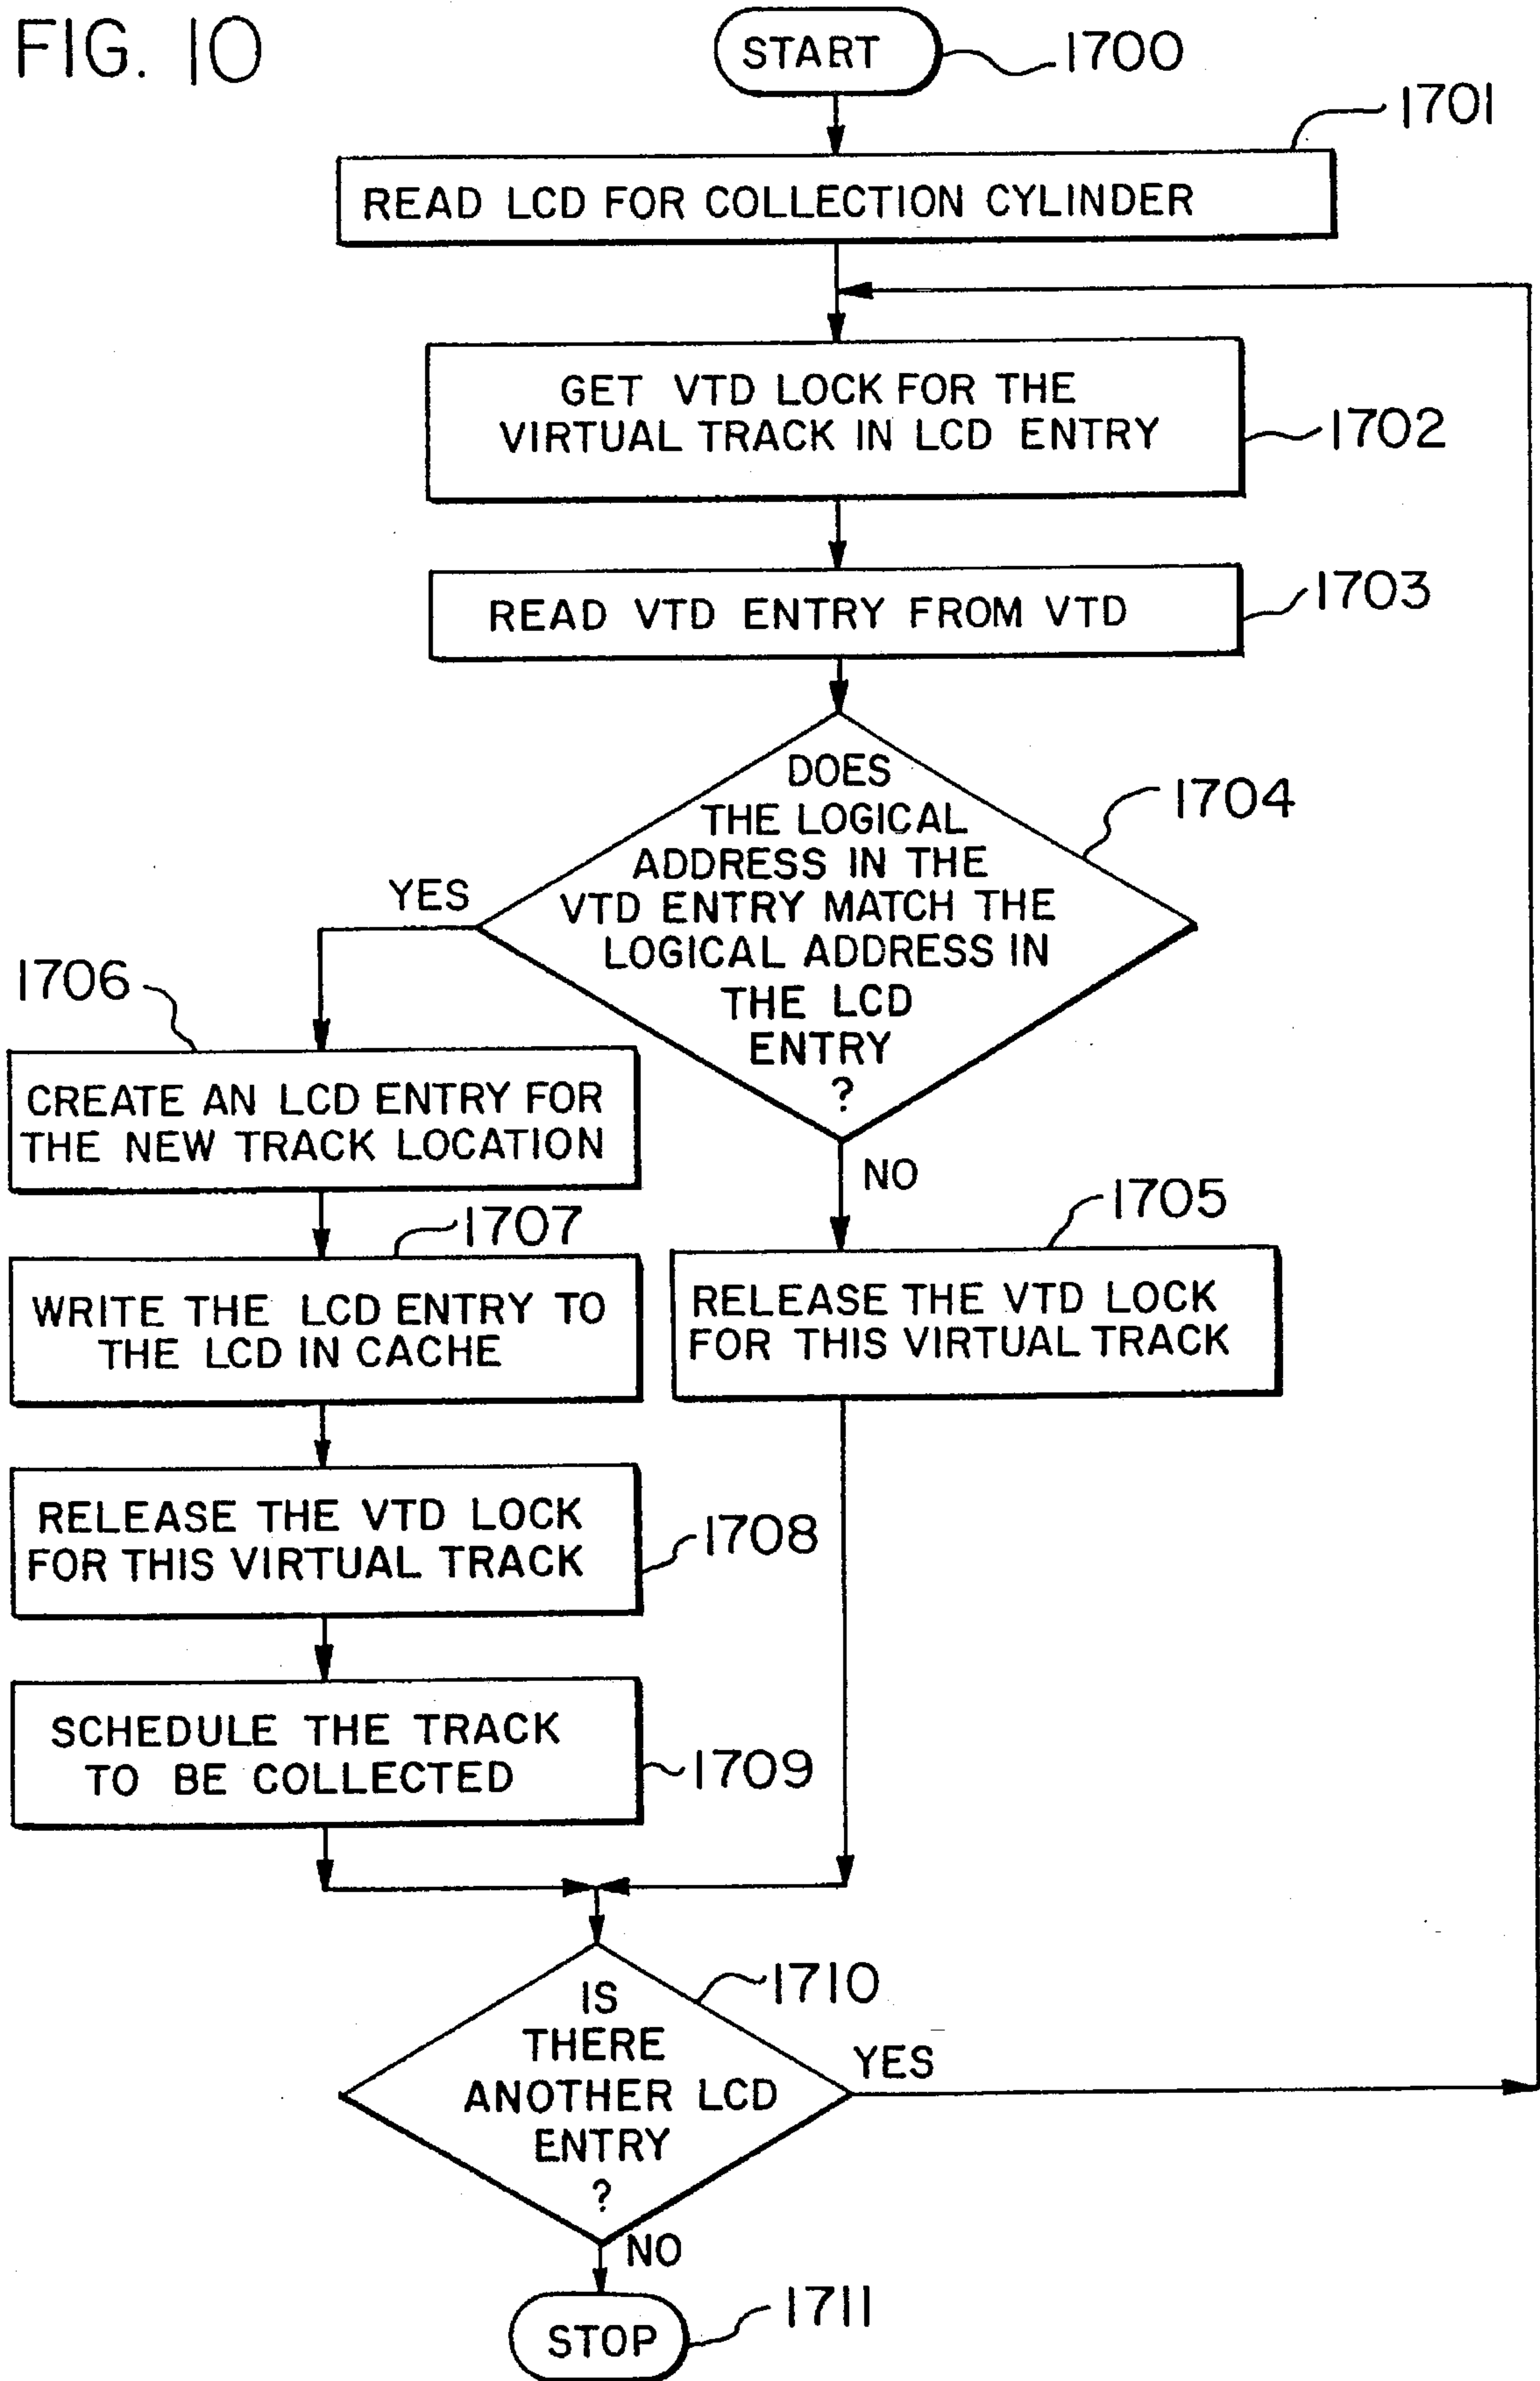 FIG. 10
START
1700
1701
READ LCD FOR COLLECTION CYLINDER
GET VTD LOCK FOR THE
VIRTUAL TRACK IN LCD ENTRY
1702
READ VTD ENTRY FROM VTD
1703
DOES
THE LOGICAL
ADDRESS IN THE
VTD ENTRY MATCH THE
LOGICAL ADDRESS IN
THE LCD
ENTRY
?
1704
YES
NO
1706
CREATE AN LCD ENTRY FOR
THE NEW TRACK LOCATION
1705
RELEASE THE VTD LOCK
FOR THIS VIRTUAL TRACK
1707
WRITE THE LCD ENTRY TO
THE LCD IN CACHE
RELEASE THE VTD LOCK
FOR THIS VIRTUAL TRACK
1708
SCHEDULE THE TRACK
TO BE COLLECTED
1709
IS
THERE
ANOTHER LCD
ENTRY
?
1710
YES
NO
STOP
1711